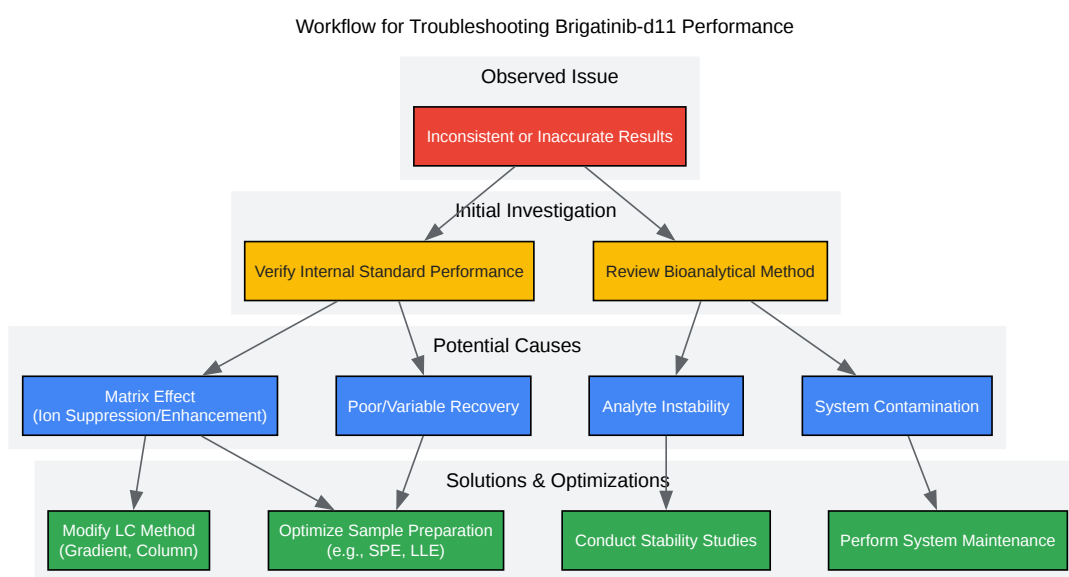 Workflow for Troubleshooting Brigatinib-d11 Performance
Observed Issue
Inconsistent or Inaccurate Results
Initial Investigation
Verify Internal Standard Performance
Review Bioanalytical Method
Potential Causes
Matrix Effect
(Ion Suppression/Enhancement)
Poor/Variable Recovery
Analyte Instability
System Contamination
Solutions & Optimizations
Modify LC Method
(Gradient, Column)
Optimize Sample Preparation
(e.g., SPE, LLE)
Conduct Stability Studies
Perform System Maintenance